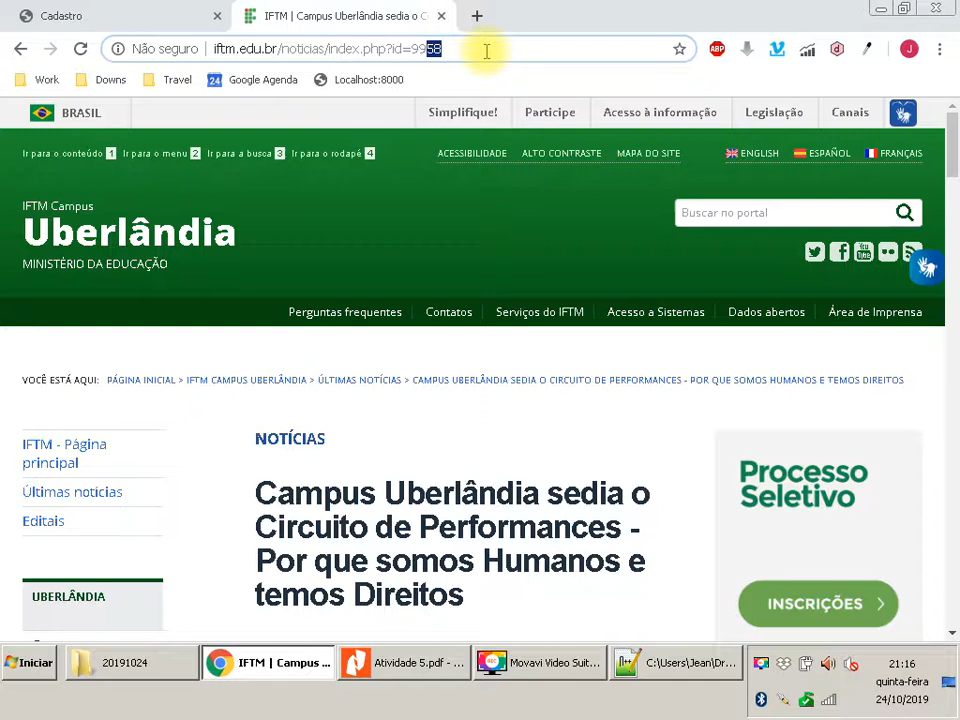 Cadastro
IFTM | Campus Uberlândia sedia o C
Não seguro | iftm.edu.br/noticias/index.php?id=9958
ABP
J
Work Downs Travel 24 Google Agenda Localhost:8000
BRASIL Simplifique! Participe Acesso à informação Legislação Canais
Ir para o conteúdo 1 Ir para o menu 2 Ir para a busca 3 Ir para o rodapé 4 ACESSIBILIDADE ALTO CONTRASTE MAPA DO SITE ENGLISH ESPAÑOL FRANÇAIS
IFTM Campus
Uberlândia
MINISTÉRIO DA EDUCAÇÃO
Buscar no portal
Perguntas frequentes Contatos Serviços do IFTM Acesso a Sistemas Dados abertos Área de Imprensa
VOCÊ ESTÁ AQUI: PÁGINA INICIAL > IFTM CAMPUS UBERLÂNDIA > ÚLTIMAS NOTÍCIAS > CAMPUS UBERLÂNDIA SEDIA O CIRCUITO DE PERFORMANCES - POR QUE SOMOS HUMANOS E TEMOS DIREITOS
IFTM - Página
principal
Últimas notícias
Editais
UBERLÂNDIA
NOTÍCIAS
Campus Uberlândia sedia o
Circuito de Performances -
Por que somos Humanos e
temos Direitos
Processo
Seletivo
INSCRIÇÕES
Iniciar 20191024 IFTM | Campus ... Atividade 5.pdf - ... Movavi Video Suit... C:\Users\Jean\Dr...
21:16
quinta-feira
24/10/2019